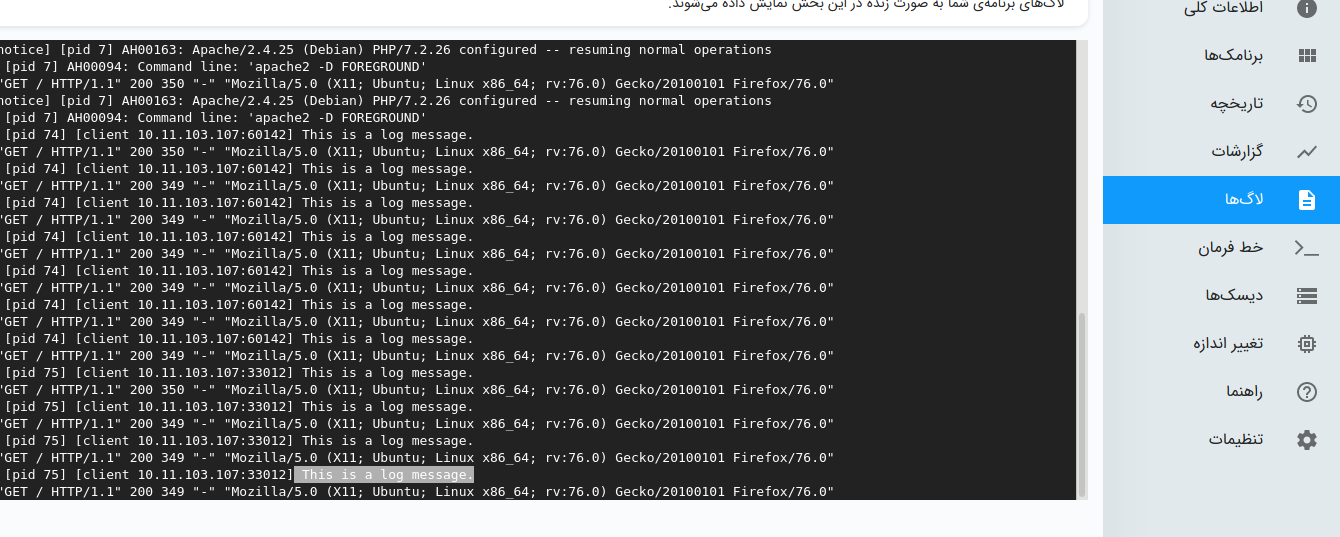 لاگ‌های برنامه‌ی شما به صورت زنده در این بخش نمایش داده می‌شوند.
notice] [pid 7] AH00163: Apache/2.4.25 (Debian) PHP/7.2.26 configured -- resuming normal operations
[pid 7] AH00094: Command line: 'apache2 -D FOREGROUND'
"GET / HTTP/1.1" 200 350 "-" "Mozilla/5.0 (X11; Ubuntu; Linux x86_64; rv:76.0) Gecko/20100101 Firefox/76.0"
notice] [pid 7] AH00163: Apache/2.4.25 (Debian) PHP/7.2.26 configured -- resuming normal operations
[pid 7] AH00094: Command line: 'apache2 -D FOREGROUND'
[pid 74] [client 10.11.103.107:60142] This is a log message.
"GET / HTTP/1.1" 200 350 "-" "Mozilla/5.0 (X11; Ubuntu; Linux x86_64; rv:76.0) Gecko/20100101 Firefox/76.0"
[pid 74] [client 10.11.103.107:60142] This is a log message.
"GET / HTTP/1.1" 200 349 "-" "Mozilla/5.0 (X11; Ubuntu; Linux x86_64; rv:76.0) Gecko/20100101 Firefox/76.0"
[pid 74] [client 10.11.103.107:60142] This is a log message.
"GET / HTTP/1.1" 200 349 "-" "Mozilla/5.0 (X11; Ubuntu; Linux x86_64; rv:76.0) Gecko/20100101 Firefox/76.0"
[pid 74] [client 10.11.103.107:60142] This is a log message.
"GET / HTTP/1.1" 200 349 "-" "Mozilla/5.0 (X11; Ubuntu; Linux x86_64; rv:76.0) Gecko/20100101 Firefox/76.0"
[pid 74] [client 10.11.103.107:60142] This is a log message.
"GET / HTTP/1.1" 200 349 "-" "Mozilla/5.0 (X11; Ubuntu; Linux x86_64; rv:76.0) Gecko/20100101 Firefox/76.0"
[pid 74] [client 10.11.103.107:60142] This is a log message.
"GET / HTTP/1.1" 200 349 "-" "Mozilla/5.0 (X11; Ubuntu; Linux x86_64; rv:76.0) Gecko/20100101 Firefox/76.0"
[pid 74] [client 10.11.103.107:60142] This is a log message.
"GET / HTTP/1.1" 200 349 "-" "Mozilla/5.0 (X11; Ubuntu; Linux x86_64; rv:76.0) Gecko/20100101 Firefox/76.0"
[pid 75] [client 10.11.103.107:33012] This is a log message.
"GET / HTTP/1.1" 200 350 "-" "Mozilla/5.0 (X11; Ubuntu; Linux x86_64; rv:76.0) Gecko/20100101 Firefox/76.0"
[pid 75] [client 10.11.103.107:33012] This is a log message.
"GET / HTTP/1.1" 200 349 "-" "Mozilla/5.0 (X11; Ubuntu; Linux x86_64; rv:76.0) Gecko/20100101 Firefox/76.0"
[pid 75] [client 10.11.103.107:33012] This is a log message.
"GET / HTTP/1.1" 200 349 "-" "Mozilla/5.0 (X11; Ubuntu; Linux x86_64; rv:76.0) Gecko/20100101 Firefox/76.0"
[pid 75] [client 10.11.103.107:33012] This is a log message.
"GET / HTTP/1.1" 200 349 "-" "Mozilla/5.0 (X11; Ubuntu; Linux x86_64; rv:76.0) Gecko/20100101 Firefox/76.0"
اطلاعات کلی
برنامک‌ها
تاریخچه
گزارشات
لاگ‌ها
خط فرمان
دیسک‌ها
تغییر اندازه
راهنما
تنظیمات